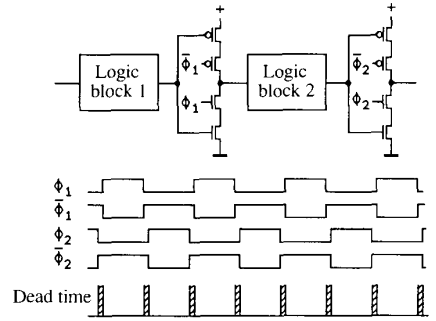 +
+
Logic
block 1
ϕ̄₁
ϕ₁
Logic
block 2
ϕ̄₂
ϕ₂
ϕ₁
ϕ̄₁
ϕ₂
ϕ̄₂
Dead time